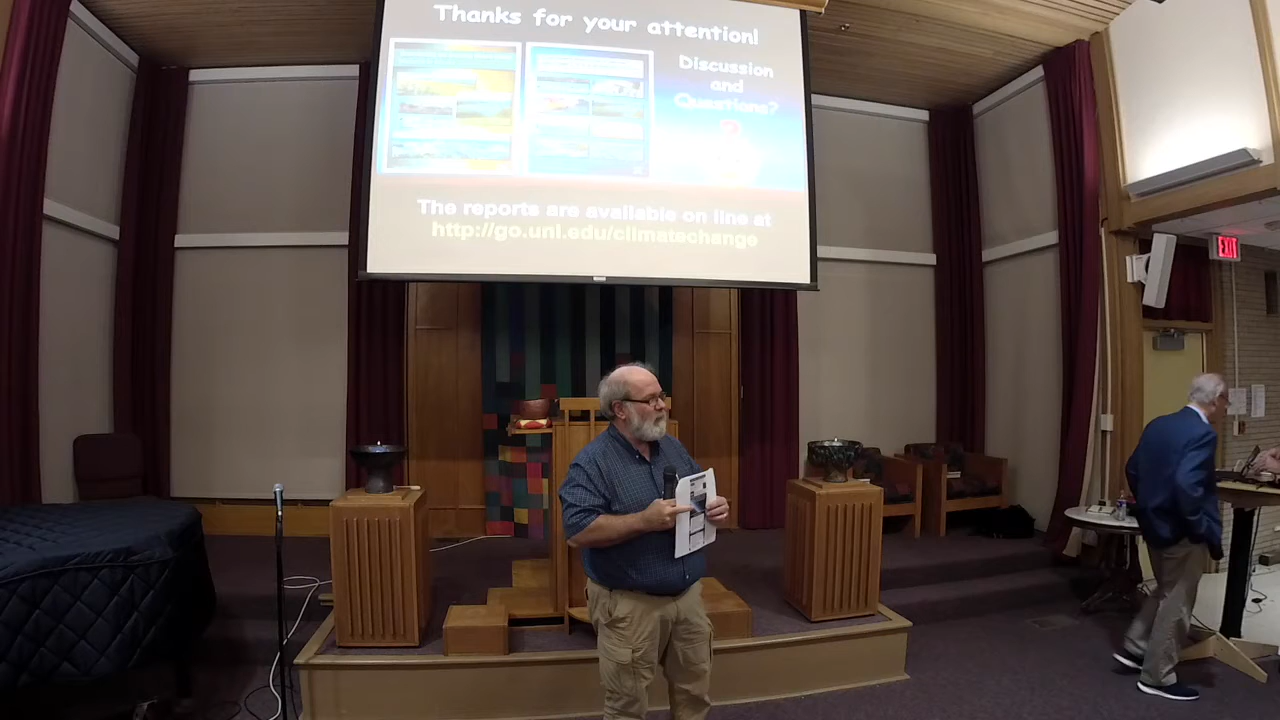 Thanks for your attention!
Discussion
and
Questions?
The reports are available on line at
http://go.unl.edu/climatechange
EXIT